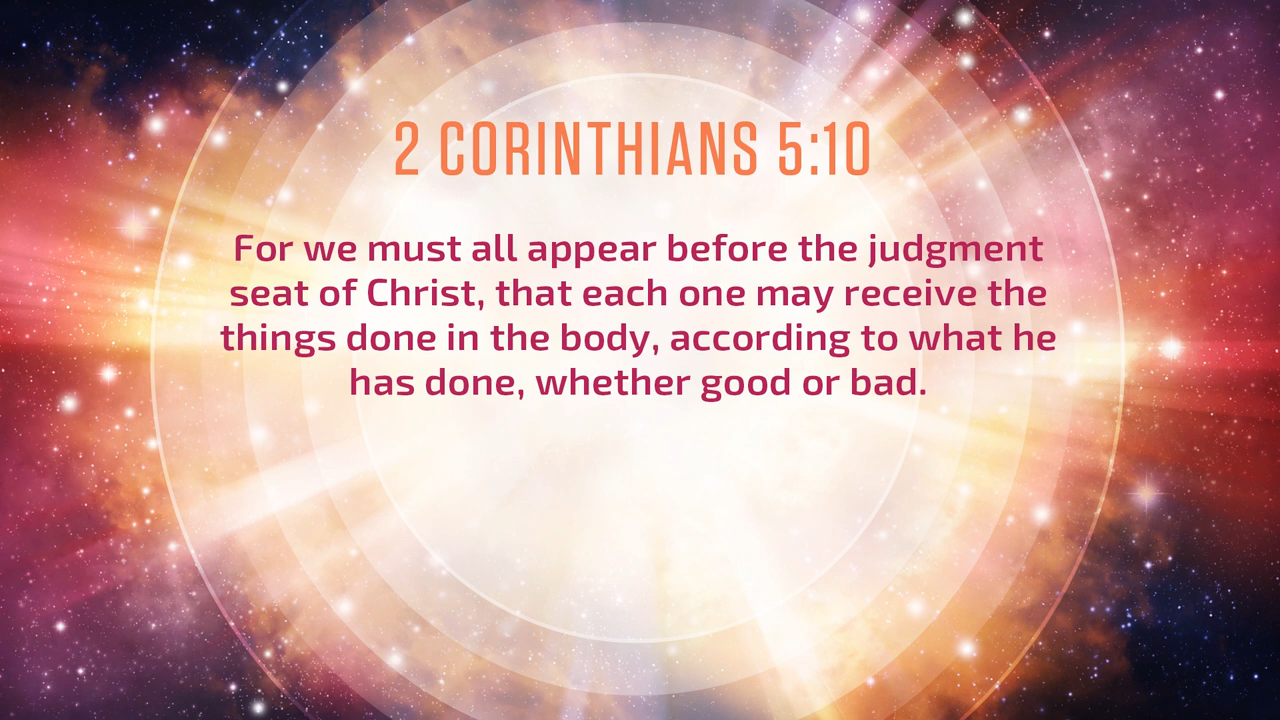 2 CORINTHIANS 5:10
For we must all appear before the judgment
seat of Christ, that each one may receive the
things done in the body, according to what he
has done, whether good or bad.